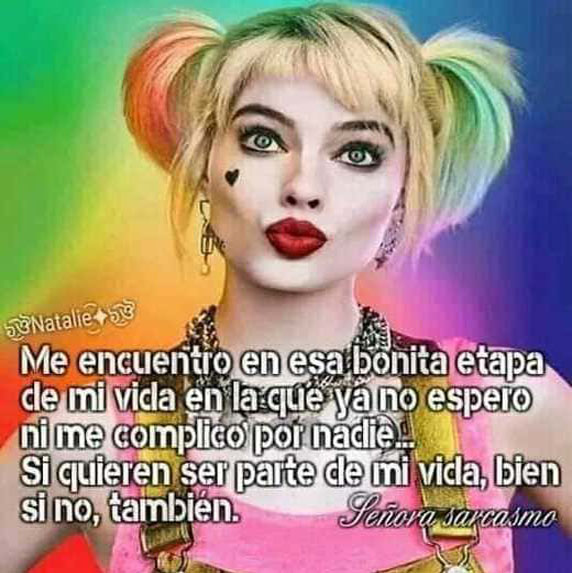 Natalie
Me encuentro en esa bonita etapa
de mi vida en la que ya no espero
ni me complico por nadie...
Si quieren ser parte de mi vida, bien
si no, también.
Señora sarcasmo